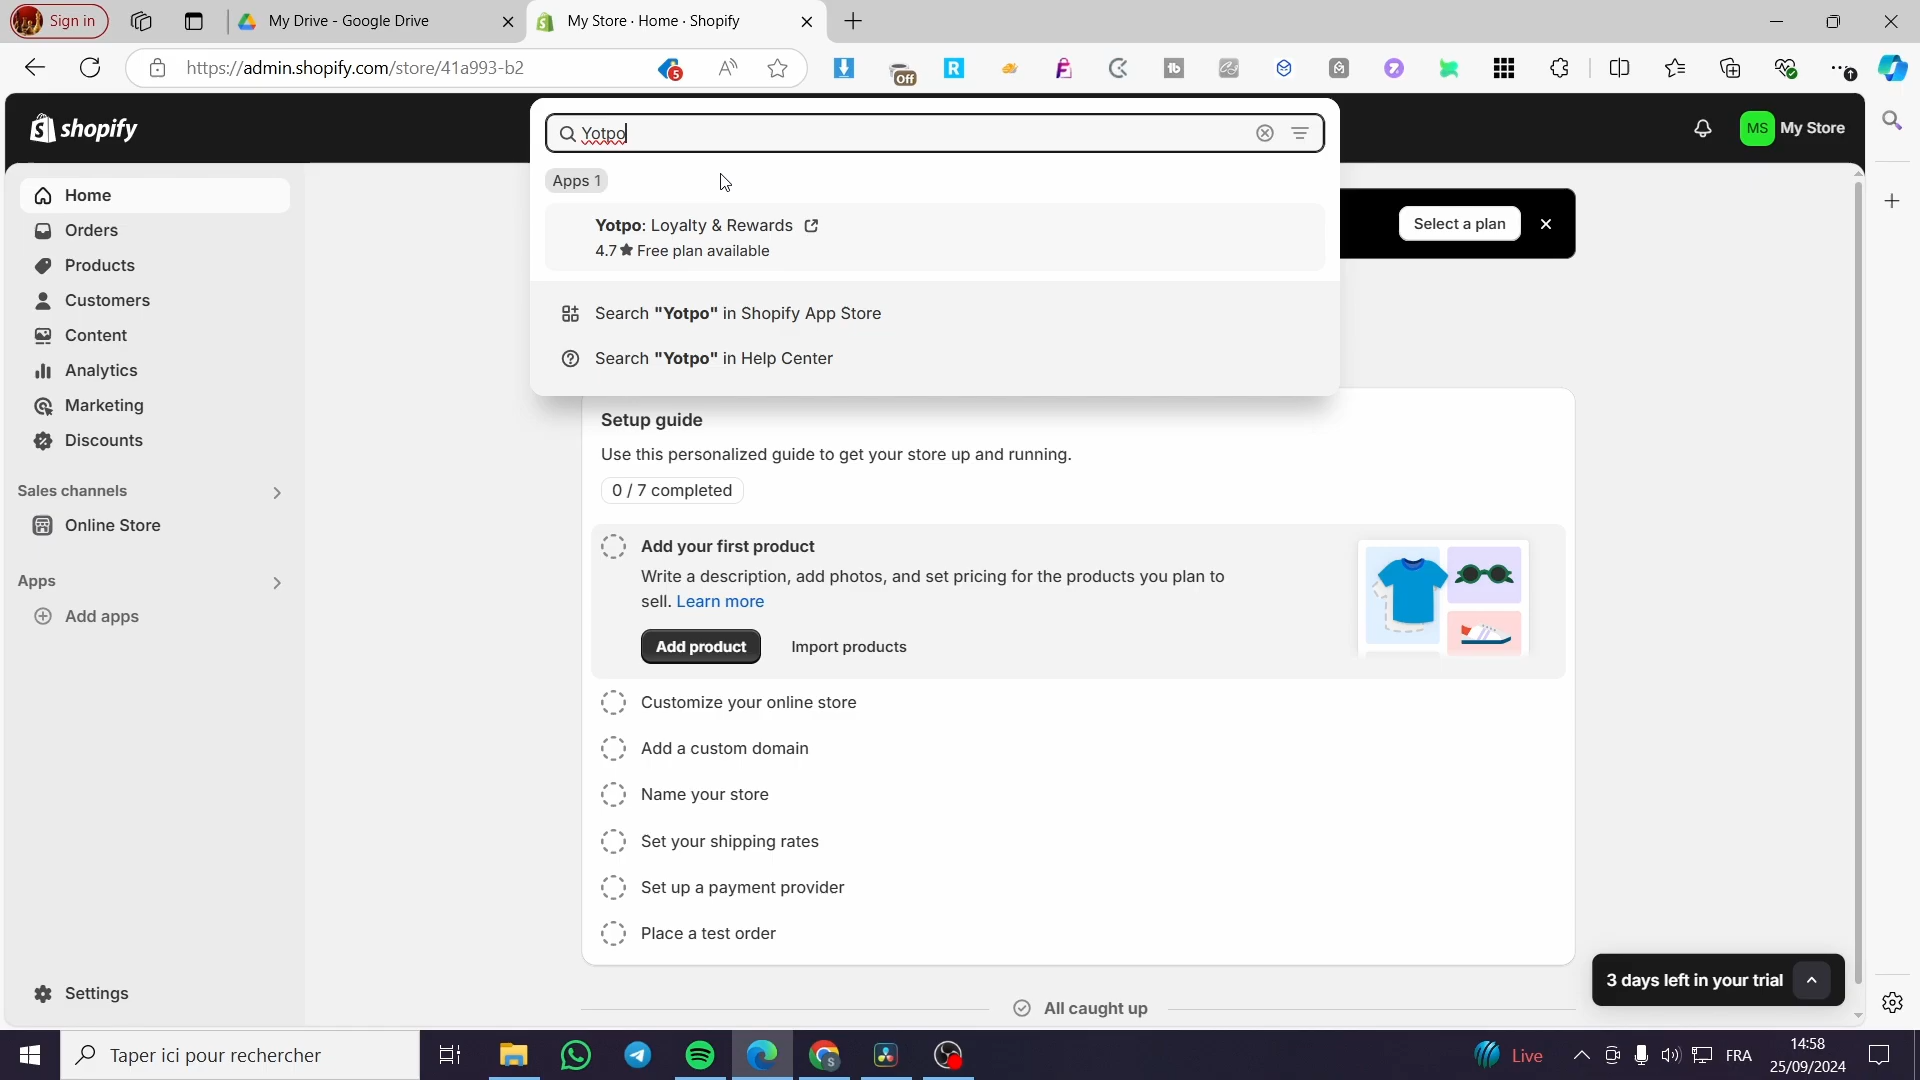 Sign in
My Drive - Google Drive
My Store · Home · Shopify
https://admin.shopify.com/store/41a993-b2
5
Off
shopify
Yotpo
MS My Store
Apps 1
Yotpo: Loyalty & Rewards
4.7★ Free plan available
Search "Yotpo" in Shopify App Store
Search "Yotpo" in Help Center
Select a plan
Home
Orders
Products
Customers
Content
Analytics
Marketing
Discounts
Sales channels
Online Store
Apps
Add apps
Settings
Setup guide
Use this personalized guide to get your store up and running.
0 / 7 completed
Add your first product
Write a description, add photos, and set pricing for the products you plan to
sell. Learn more
Add product
Import products
Customize your online store
Add a custom domain
Name your store
Set your shipping rates
Set up a payment provider
Place a test order
3 days left in your trial
All caught up
Taper ici pour rechercher
Live
FRA
14:58
25/09/2024